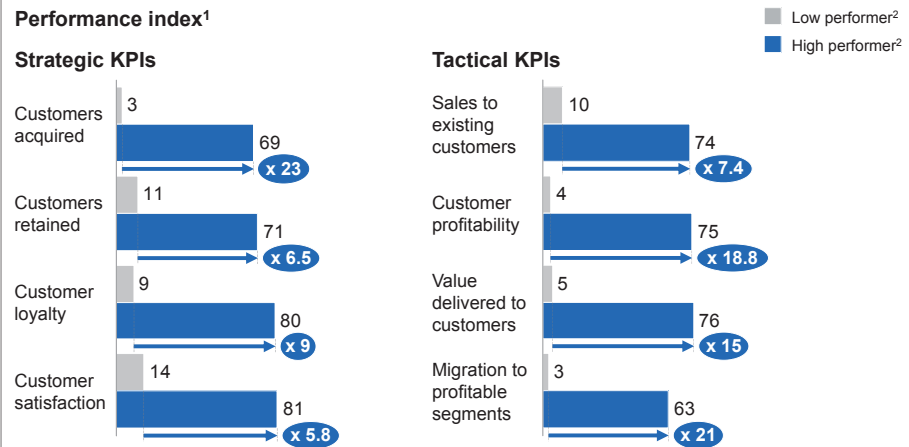 Performance index¹
Low performer²
High performer²
Strategic KPIs
Customers
acquired
3
69
x 23
Customers
retained
11
71
x 6.5
Customer
loyalty
9
80
x 9
Customer
satisfaction
14
81
x 5.8
Tactical KPIs
Sales to
existing
customers
10
74
x 7.4
Customer
profitability
4
75
x 18.8
Value
delivered to
customers
5
76
x 15
Migration to
profitable
segments
3
63
x 21